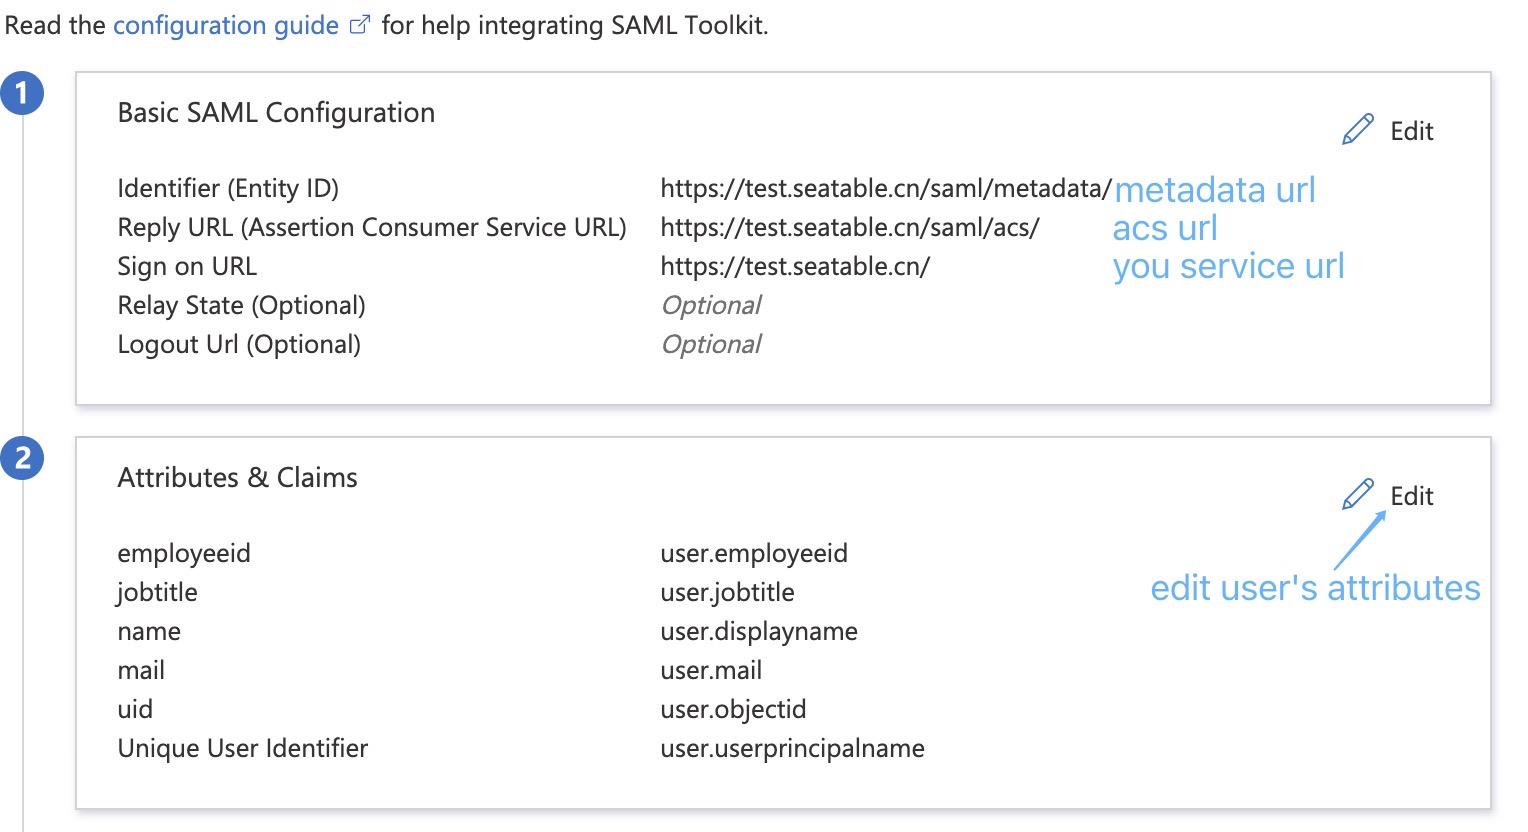 Read the configuration guide for help integrating SAML Toolkit.
1
Basic SAML Configuration
Edit
Identifier (Entity ID) https://test.seatable.cn/saml/metadata/ metadata url
Reply URL (Assertion Consumer Service URL) https://test.seatable.cn/saml/acs/ acs url
Sign on URL https://test.seatable.cn/ you service url
Relay State (Optional) Optional
Logout Url (Optional) Optional
2
Attributes & Claims
Edit
employeeid user.employeeid
edit user's attributes
jobtitle user.jobtitle
name user.displayname
mail user.mail
uid user.objectid
Unique User Identifier user.userprincipalname